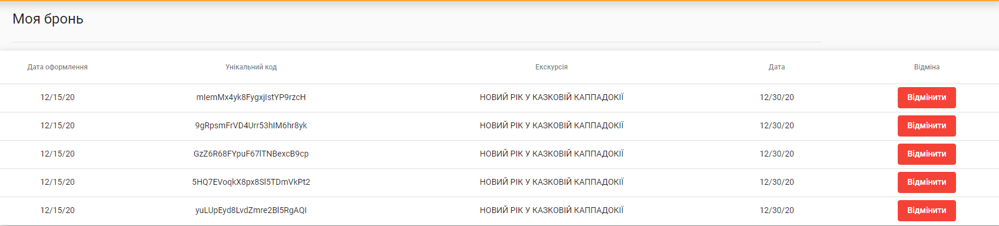 Моя бронь
Дата оформлення Унікальний код Екскурсія Дата Відміна
12/15/20 mIemMx4yk8FygxjIstYP9rzcH НОВИЙ РІК У КАЗКОВІЙ КАППАДОКІЇ 12/30/20 Відмінити
12/15/20 9gRpsmFrVD4Urr53hIM6hr8yk НОВИЙ РІК У КАЗКОВІЙ КАППАДОКІЇ 12/30/20 Відмінити
12/15/20 GzZ6R68FYpuF67lTNBexcB9cp НОВИЙ РІК У КАЗКОВІЙ КАППАДОКІЇ 12/30/20 Відмінити
12/15/20 5HQ7EVoqkX8px8Sl5TDmVkPt2 НОВИЙ РІК У КАЗКОВІЙ КАППАДОКІЇ 12/30/20 Відмінити
12/15/20 yuLUpEyd8LvdZmre2Bl5RgAQI НОВИЙ РІК У КАЗКОВІЙ КАППАДОКІЇ 12/30/20 Відмінити